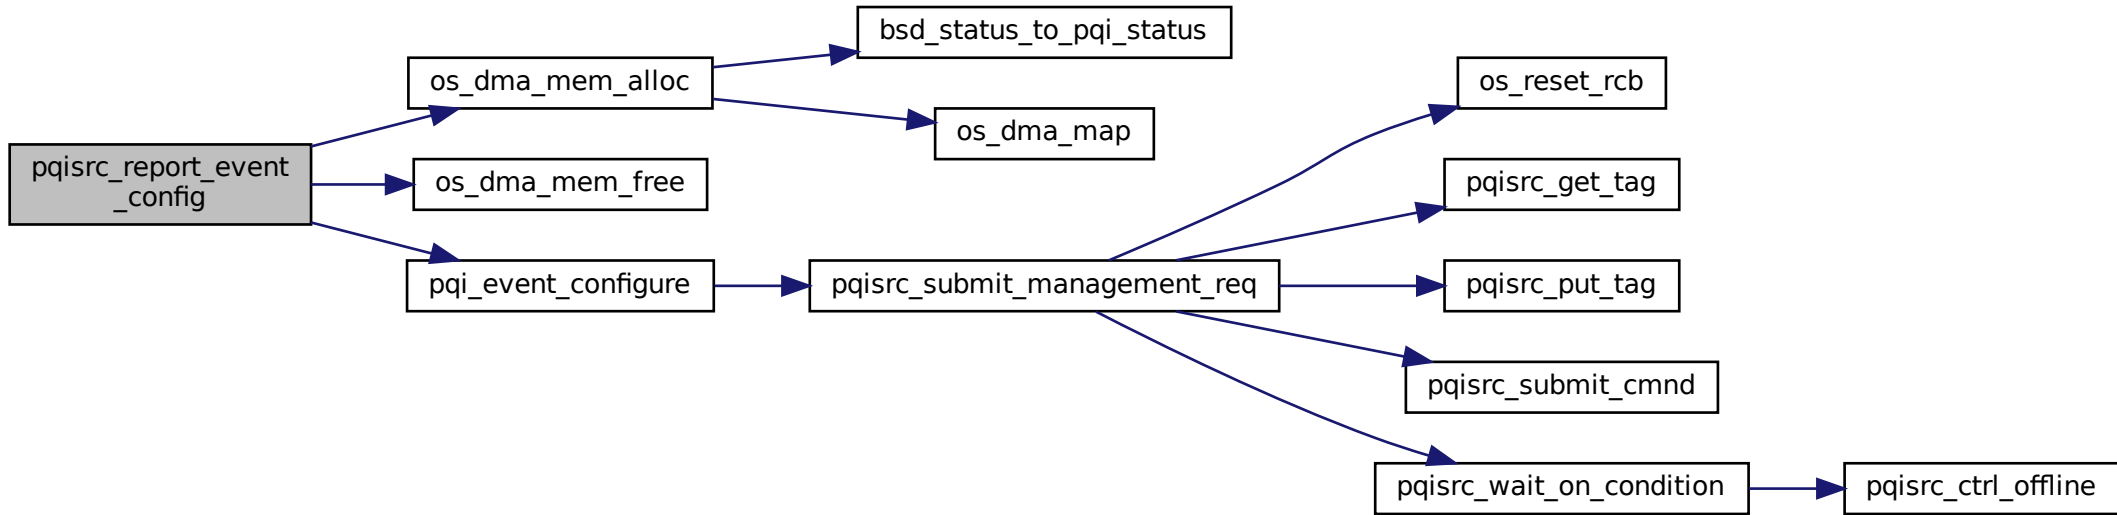 pqisrc_report_event
_config
os_dma_mem_alloc
bsd_status_to_pqi_status
os_dma_map
os_dma_mem_free
pqi_event_configure
pqisrc_submit_management_req
os_reset_rcb
pqisrc_get_tag
pqisrc_put_tag
pqisrc_submit_cmnd
pqisrc_wait_on_condition
pqisrc_ctrl_offline